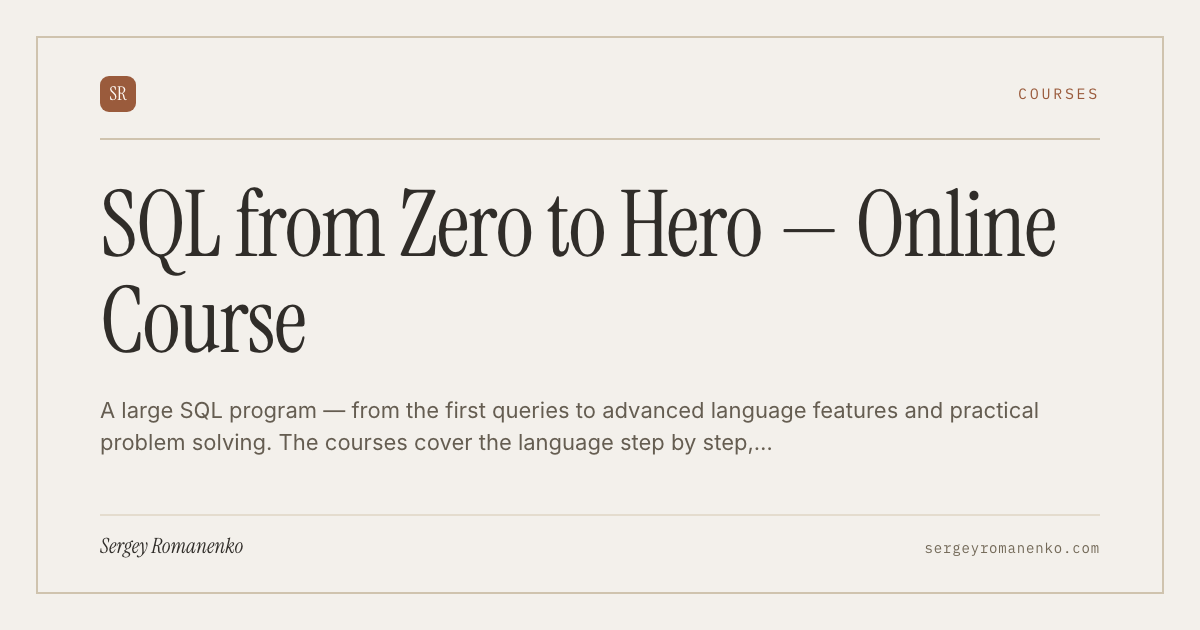 SR
COURSES
SQL from Zero to Hero — Online
Course
A large SQL program — from the first queries to advanced language features and practical
problem solving. The courses cover the language step by step,...
Sergey Romanenko
sergeyromanenko.com